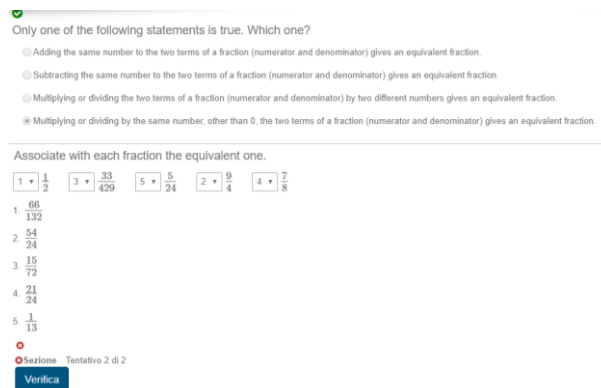 Only one of the following statements is true. Which one?
Adding the same number to the two terms of a fraction (numerator and denominator) gives an equivalent fraction.
Subtracting the same number to the two terms of a fraction (numerator and denominator) gives an equivalent fraction.
Multiplying or dividing the two terms of a fraction (numerator and denominator) by two different numbers gives an equivalent fraction.
Multiplying or dividing by the same number, other than 0, the two terms of a fraction (numerator and denominator) gives an equivalent fraction.
Associate with each fraction the equivalent one.
1 1/2 3 33/429 5 5/24 2 9/4 4 7/8
1. 66/132
2. 54/24
3. 15/72
4. 21/24
5. 1/13
Sezione Tentativo 2 di 2
Verifica